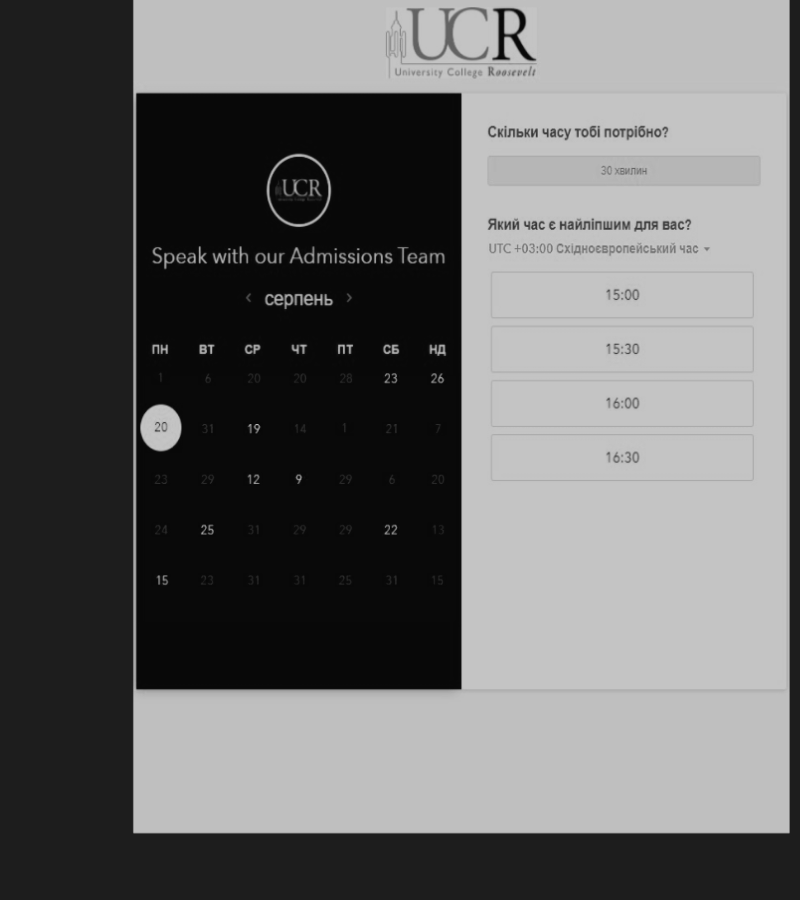 UCR
University College Roosevelt
UCR
Speak with our Admissions Team
серпень
ПН ВТ СР ЧТ ПТ СБ НД
1 6 20 20 28 23 26
20 31 19 14 1 21 7
23 29 12 9 29 6 20
24 25 31 29 29 22 13
15 23 31 31 25 31 15
Скільки часу тобі потрібно?
30 хвилин
Який час є найліпшим для вас?
UTC +03:00 Східноєвропейський час
15:00
15:30
16:00
16:30